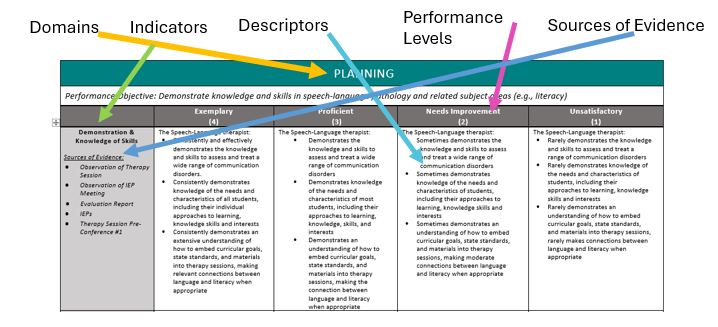 Domains Indicators Descriptors Performance Levels Sources of Evidence
PLANNING
Performance Objective: Demonstrate knowledge and skills in speech-language pathology and related subject areas (e.g., literacy)
Exemplary
(4)
Proficient
(3)
Needs Improvement
(2)
Unsatisfactory
(1)
Demonstration &
Knowledge of Skills
Sources of Evidence:
• Observation of Therapy
Session
• Observation of IEP
Meeting
• Evaluation Report
• IEPs
• Therapy Session Pre-
Conference #1
The Speech-Language therapist:
• Consistently and effectively
demonstrates the knowledge
and skills to assess and treat a
wide range of communication
disorders.
• Consistently demonstrates
knowledge of the needs and
characteristics of all students,
including their individual
approaches to learning,
knowledge skills and interests
• Consistently demonstrates an
extensive understanding of
how to embed curricular goals,
state standards, and materials
into therapy sessions, making
relevant connections between
language and literacy when
appropriate
The Speech-Language therapist:
• Demonstrates the
knowledge and skills to
assess and treat a wide
range of communication
disorders.
• Demonstrates knowledge
of the needs and
characteristics of most
students, including their
approaches to learning,
knowledge, skills, and
interests
• Demonstrates an
understanding of how to
embed curricular goals,
state standards, and
materials into therapy
sessions, making the
connection between
language and literacy
when appropriate
The Speech-Language therapist:
• Sometimes demonstrates the
knowledge and skills to assess
and treat a wide range of
communication disorders
• Sometimes demonstrates
knowledge of the needs and
characteristics of students,
including their approaches to
learning, knowledge skills and
interests
• Sometimes demonstrates an
understanding of how to embed
curricular goals, state standards,
and materials into therapy
sessions, making moderate
connections between language
and literacy when appropriate
The Speech-Language therapist:
• Rarely demonstrates the knowledge
and skills to assess and treat a
range of communication disorders
• Rarely demonstrates knowledge of
the needs and characteristics of
students, including their
approaches to learning, knowledge
skills and interests
• Rarely demonstrates an
understanding of how to embed
curricular goals, state standards,
and materials into therapy sessions,
rarely makes connections between
language and literacy when
appropriate